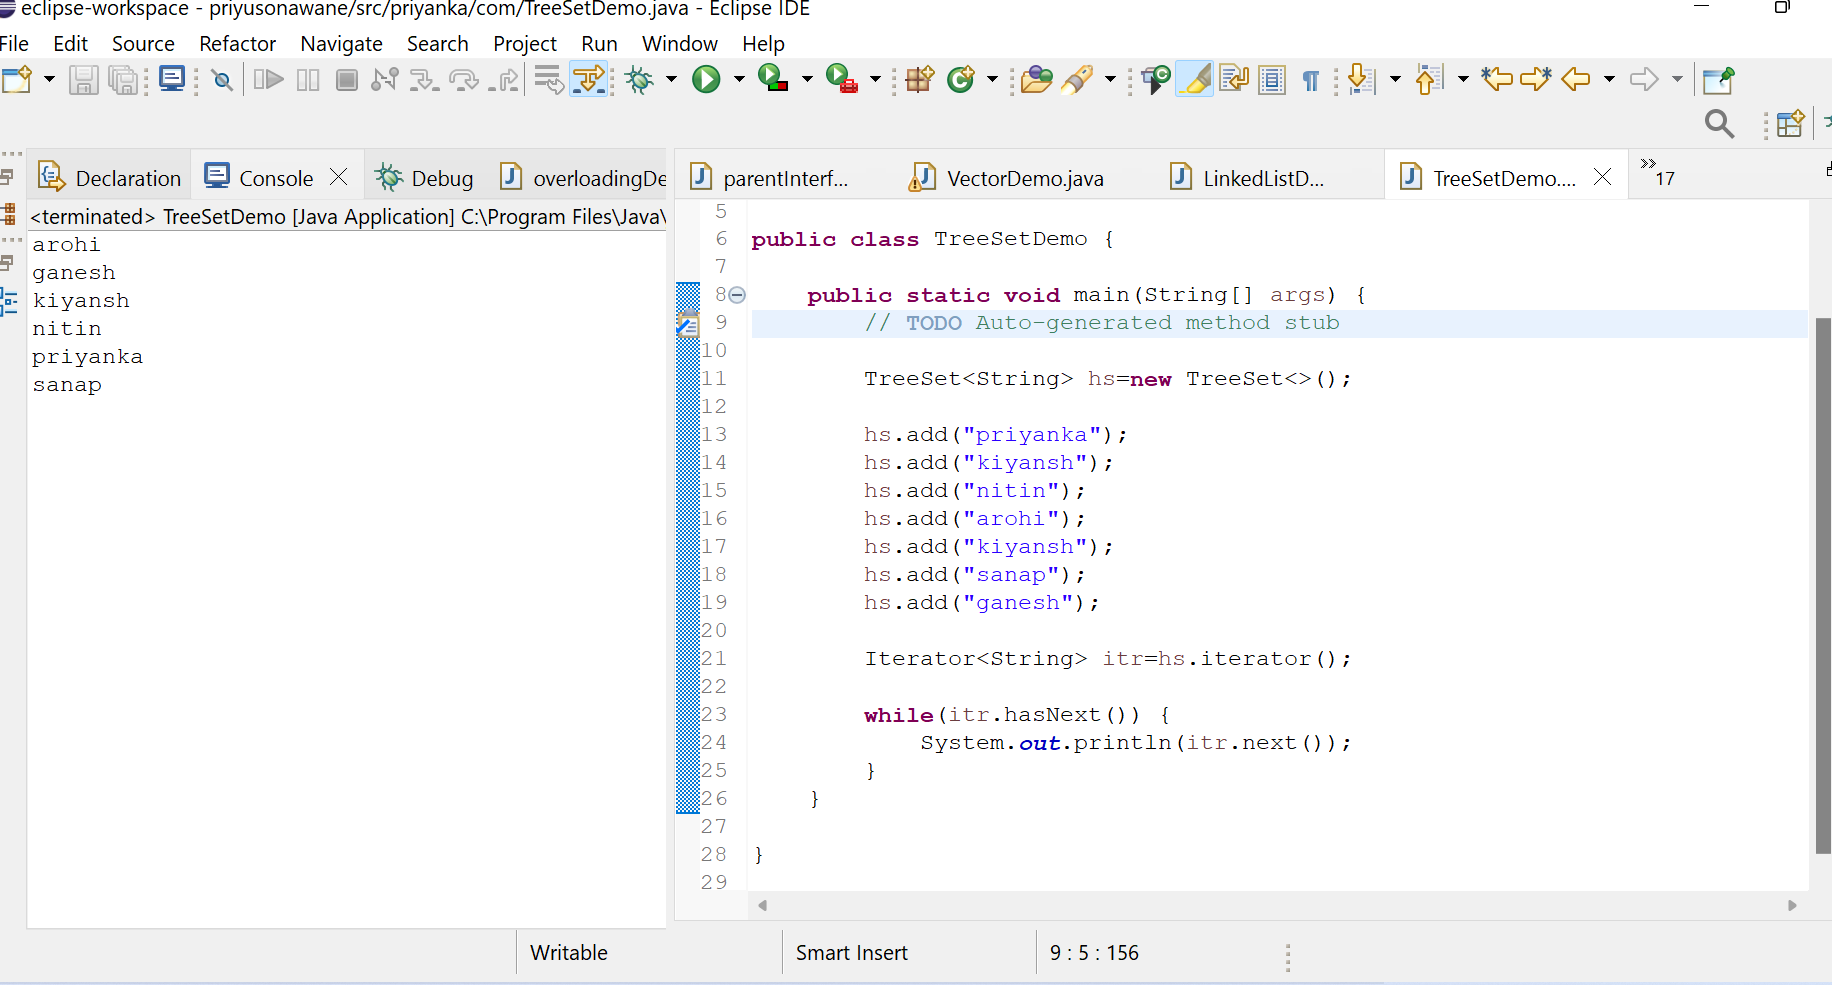 eclipse-workspace - priyusonawane/src/priyanka/com/TreeSetDemo.java - Eclipse IDE
File Edit Source Refactor Navigate Search Project Run Window Help
Declaration Console Debug overloadingDe
parentInterf... VectorDemo.java LinkedListD... TreeSetDemo.... »17
<terminated> TreeSetDemo [Java Application] C:\Program Files\Java\
arohi
ganesh
kiyansh
nitin
priyanka
sanap
5
6 public class TreeSetDemo {
7
8 public static void main(String[] args) {
9 // TODO Auto-generated method stub
10
11 TreeSet<String> hs=new TreeSet<>();
12
13 hs.add("priyanka");
14 hs.add("kiyansh");
15 hs.add("nitin");
16 hs.add("arohi");
17 hs.add("kiyansh");
18 hs.add("sanap");
19 hs.add("ganesh");
20
21 Iterator<String> itr=hs.iterator();
22
23 while(itr.hasNext()) {
24 System.out.println(itr.next());
25 }
26 }
27
28 }
29
Writable Smart Insert 9 : 5 : 156